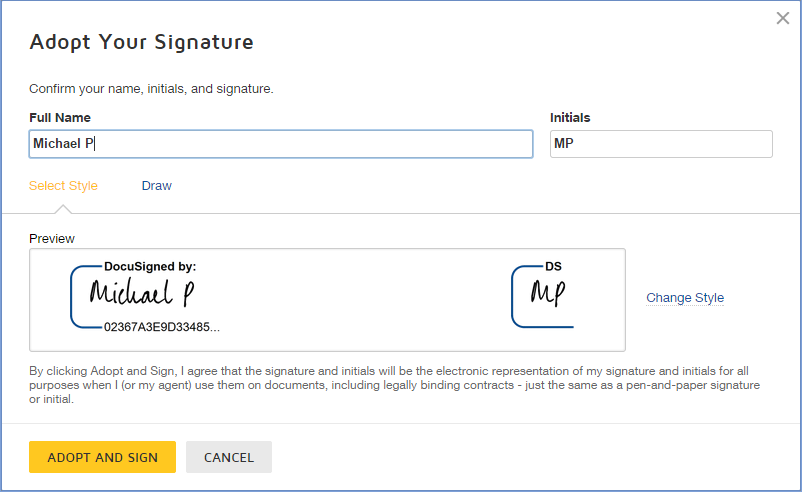 Adopt Your Signature
Confirm your name, initials, and signature.
Full Name
Initials
Michael P
MP
Select Style
Draw
Preview
DocuSigned by:
Michael P
02367A3E9D33485...
DS
MP
Change Style
By clicking Adopt and Sign, I agree that the signature and initials will be the electronic representation of my signature and initials for all
purposes when I (or my agent) use them on documents, including legally binding contracts - just the same as a pen-and-paper signature
or initial.
ADOPT AND SIGN
CANCEL